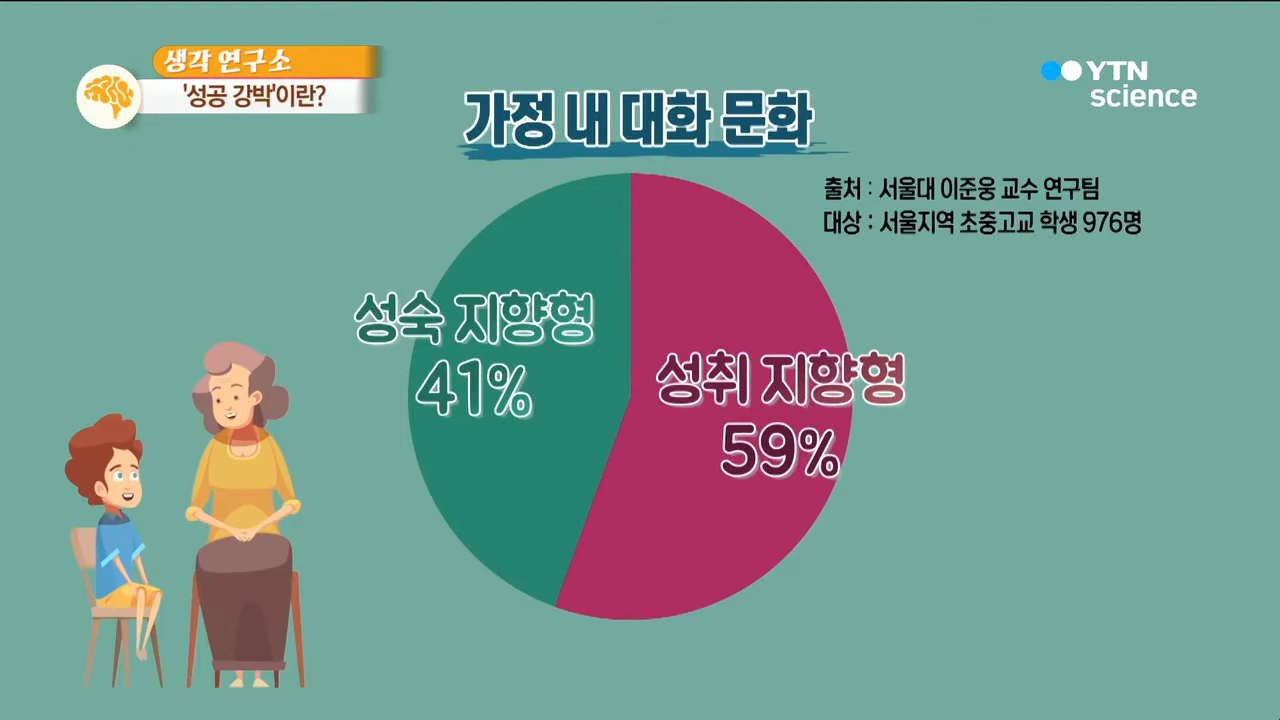 생각 연구소
'성공 강박'이란?
YTN
science
가정 내 대화 문화
출처 : 서울대 이준웅 교수 연구팀
대상 : 서울지역 초중고교 학생 976명
성숙 지향형
41%
성취 지향형
59%